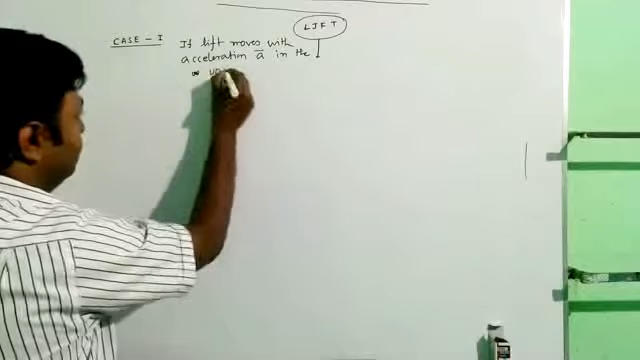 LIFT
CASE - I If lift moves with
acceleration a̅ in the
up